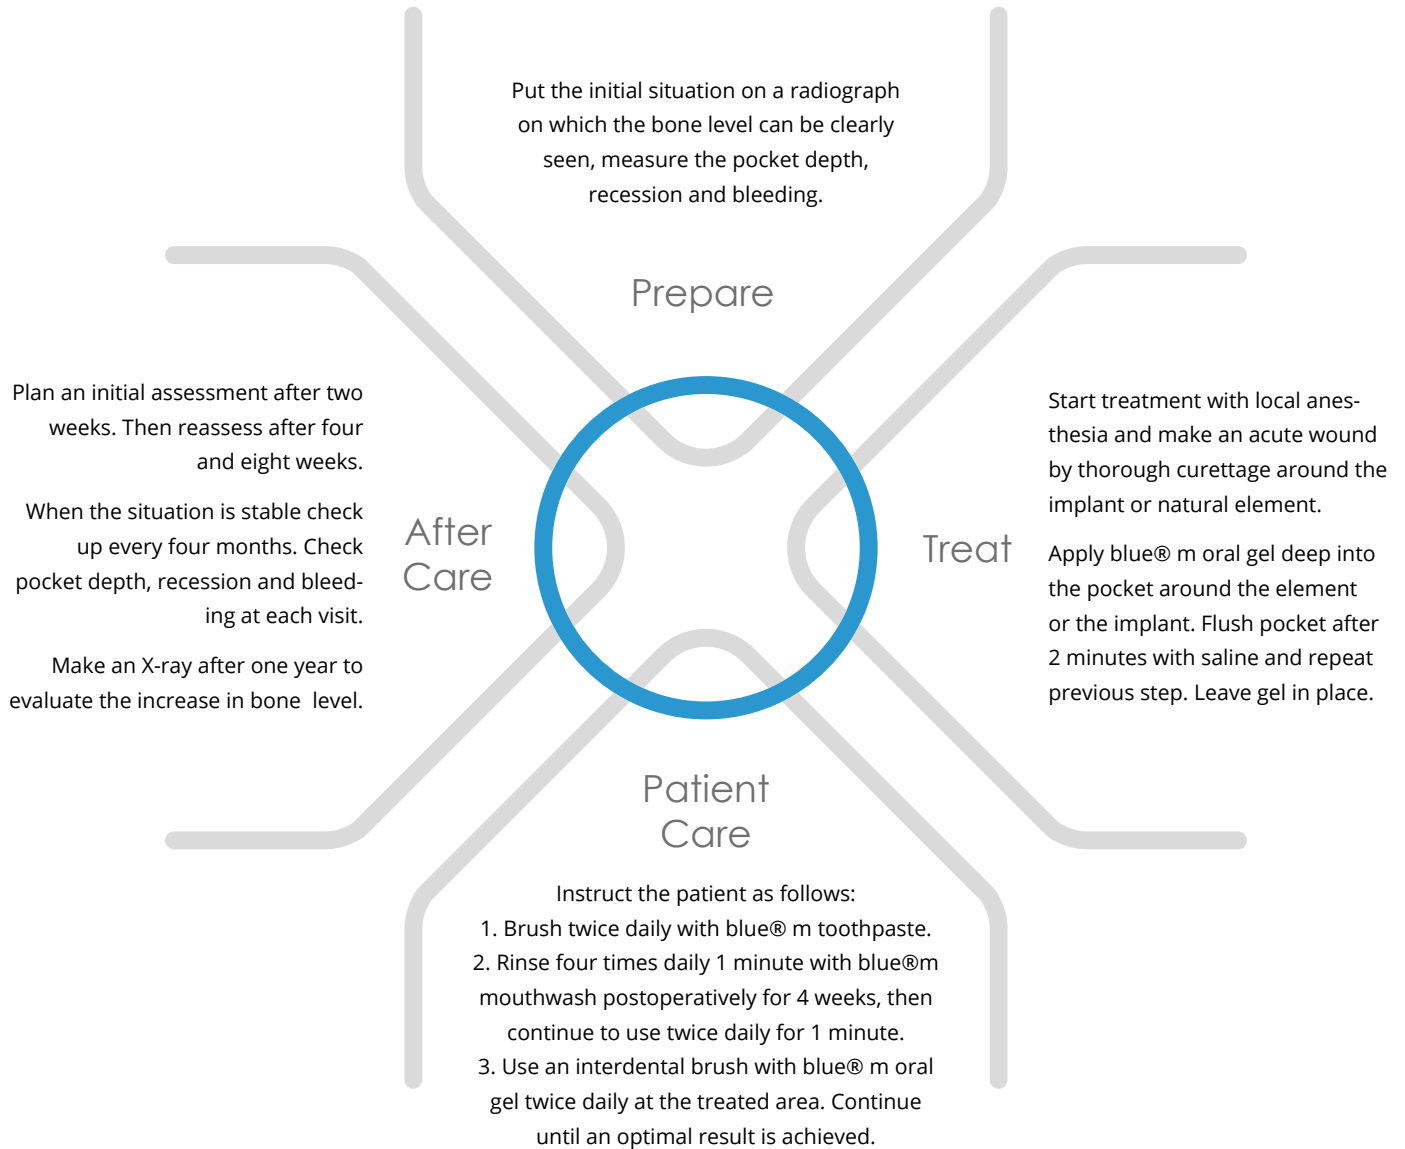 Put the initial situation on a radiograph
on which the bone level can be clearly
seen, measure the pocket depth,
recession and bleeding.
Prepare
Start treatment with local anes-
thesia and make an acute wound
by thorough curettage around the
implant or natural element.
Apply blue® m oral gel deep into
the pocket around the element
or the implant. Flush pocket after
2 minutes with saline and repeat
previous step. Leave gel in place.
Treat
Patient
Care
Instruct the patient as follows:
1. Brush twice daily with blue® m toothpaste.
2. Rinse four times daily 1 minute with blue®m
mouthwash postoperatively for 4 weeks, then
continue to use twice daily for 1 minute.
3. Use an interdental brush with blue® m oral
gel twice daily at the treated area. Continue
until an optimal result is achieved.
Plan an initial assessment after two
weeks. Then reassess after four
and eight weeks.
When the situation is stable check
up every four months. Check
pocket depth, recession and bleed-
ing at each visit.
Make an X-ray after one year to
evaluate the increase in bone  level.
After
Care